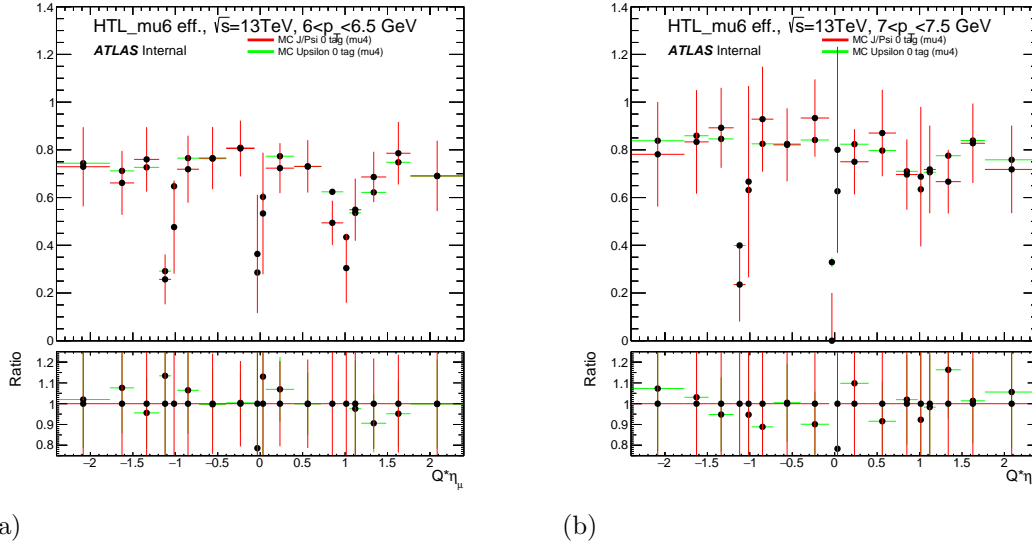 HTL_mu6 eff., √s=13TeV, 6<p_T<6.5 GeV
MC J/Psi 0 tag (mu4)
ATLAS Internal
MC Upsilon 0 tag (mu4)
1.4
1.2
1
0.8
0.6
0.4
0.2
0
Ratio
1.2
1.1
1.0
0.9
0.8
−2 −1.5 −1 −0.5 0 0.5 1 1.5 2
Q*η_μ
HTL_mu6 eff., √s=13TeV, 7<p_T<7.5 GeV
MC J/Psi 0 tag (mu4)
ATLAS Internal
MC Upsilon 0 tag (mu4)
1.4
1.2
1
0.8
0.6
0.4
0.2
0
Ratio
1.2
1.1
1.0
0.9
0.8
−2 −1.5 −1 −0.5 0 0.5 1 1.5 2
Q*η
a)
(b)